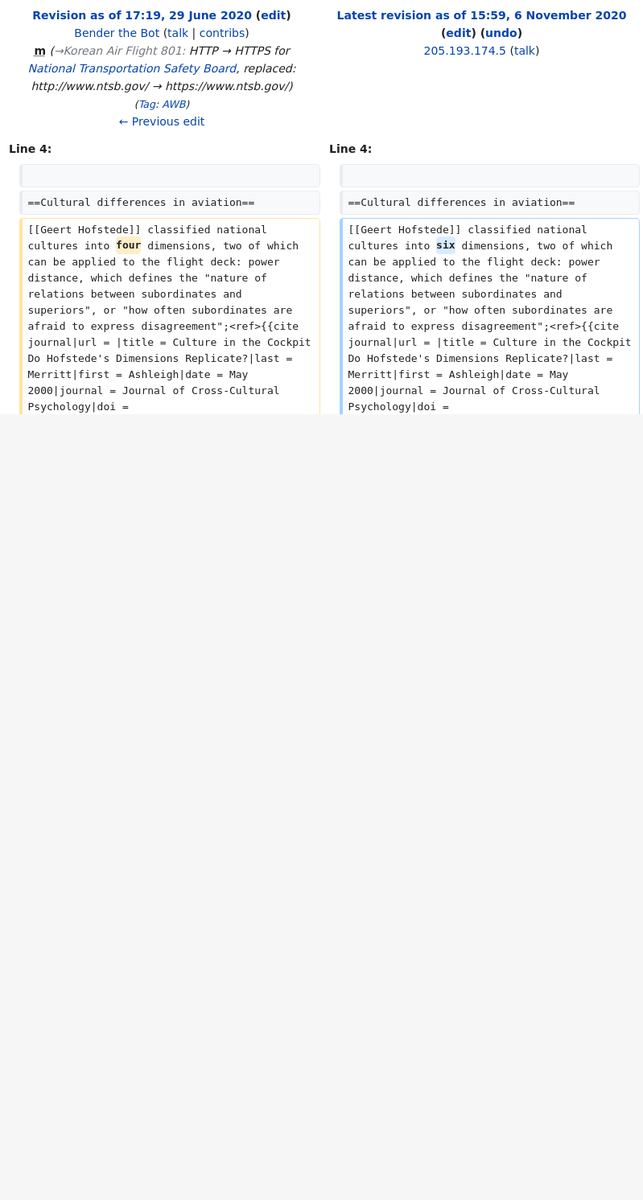 Revision as of 17:19, 29 June 2020 (edit)
Bender the Bot (talk | contribs)
m (→Korean Air Flight 801: HTTP → HTTPS for
National Transportation Safety Board, replaced:
http://www.ntsb.gov/ → https://www.ntsb.gov/)
(Tag: AWB)
← Previous edit
Latest revision as of 15:59, 6 November 2020
(edit) (undo)
205.193.174.5 (talk)
Line 4:
==Cultural differences in aviation==
[[Geert Hofstede]] classified national
cultures into four dimensions, two of which
can be applied to the flight deck: power
distance, which defines the "nature of
relations between subordinates and
superiors", or "how often subordinates are
afraid to express disagreement";<ref>{{cite
journal|url = |title = Culture in the Cockpit
Do Hofstede's Dimensions Replicate?|last =
Merritt|first = Ashleigh|date = May
2000|journal = Journal of Cross-Cultural
Psychology|doi =
Line 4:
==Cultural differences in aviation==
[[Geert Hofstede]] classified national
cultures into six dimensions, two of which
can be applied to the flight deck: power
distance, which defines the "nature of
relations between subordinates and
superiors", or "how often subordinates are
afraid to express disagreement";<ref>{{cite
journal|url = |title = Culture in the Cockpit
Do Hofstede's Dimensions Replicate?|last =
Merritt|first = Ashleigh|date = May
2000|journal = Journal of Cross-Cultural
Psychology|doi =